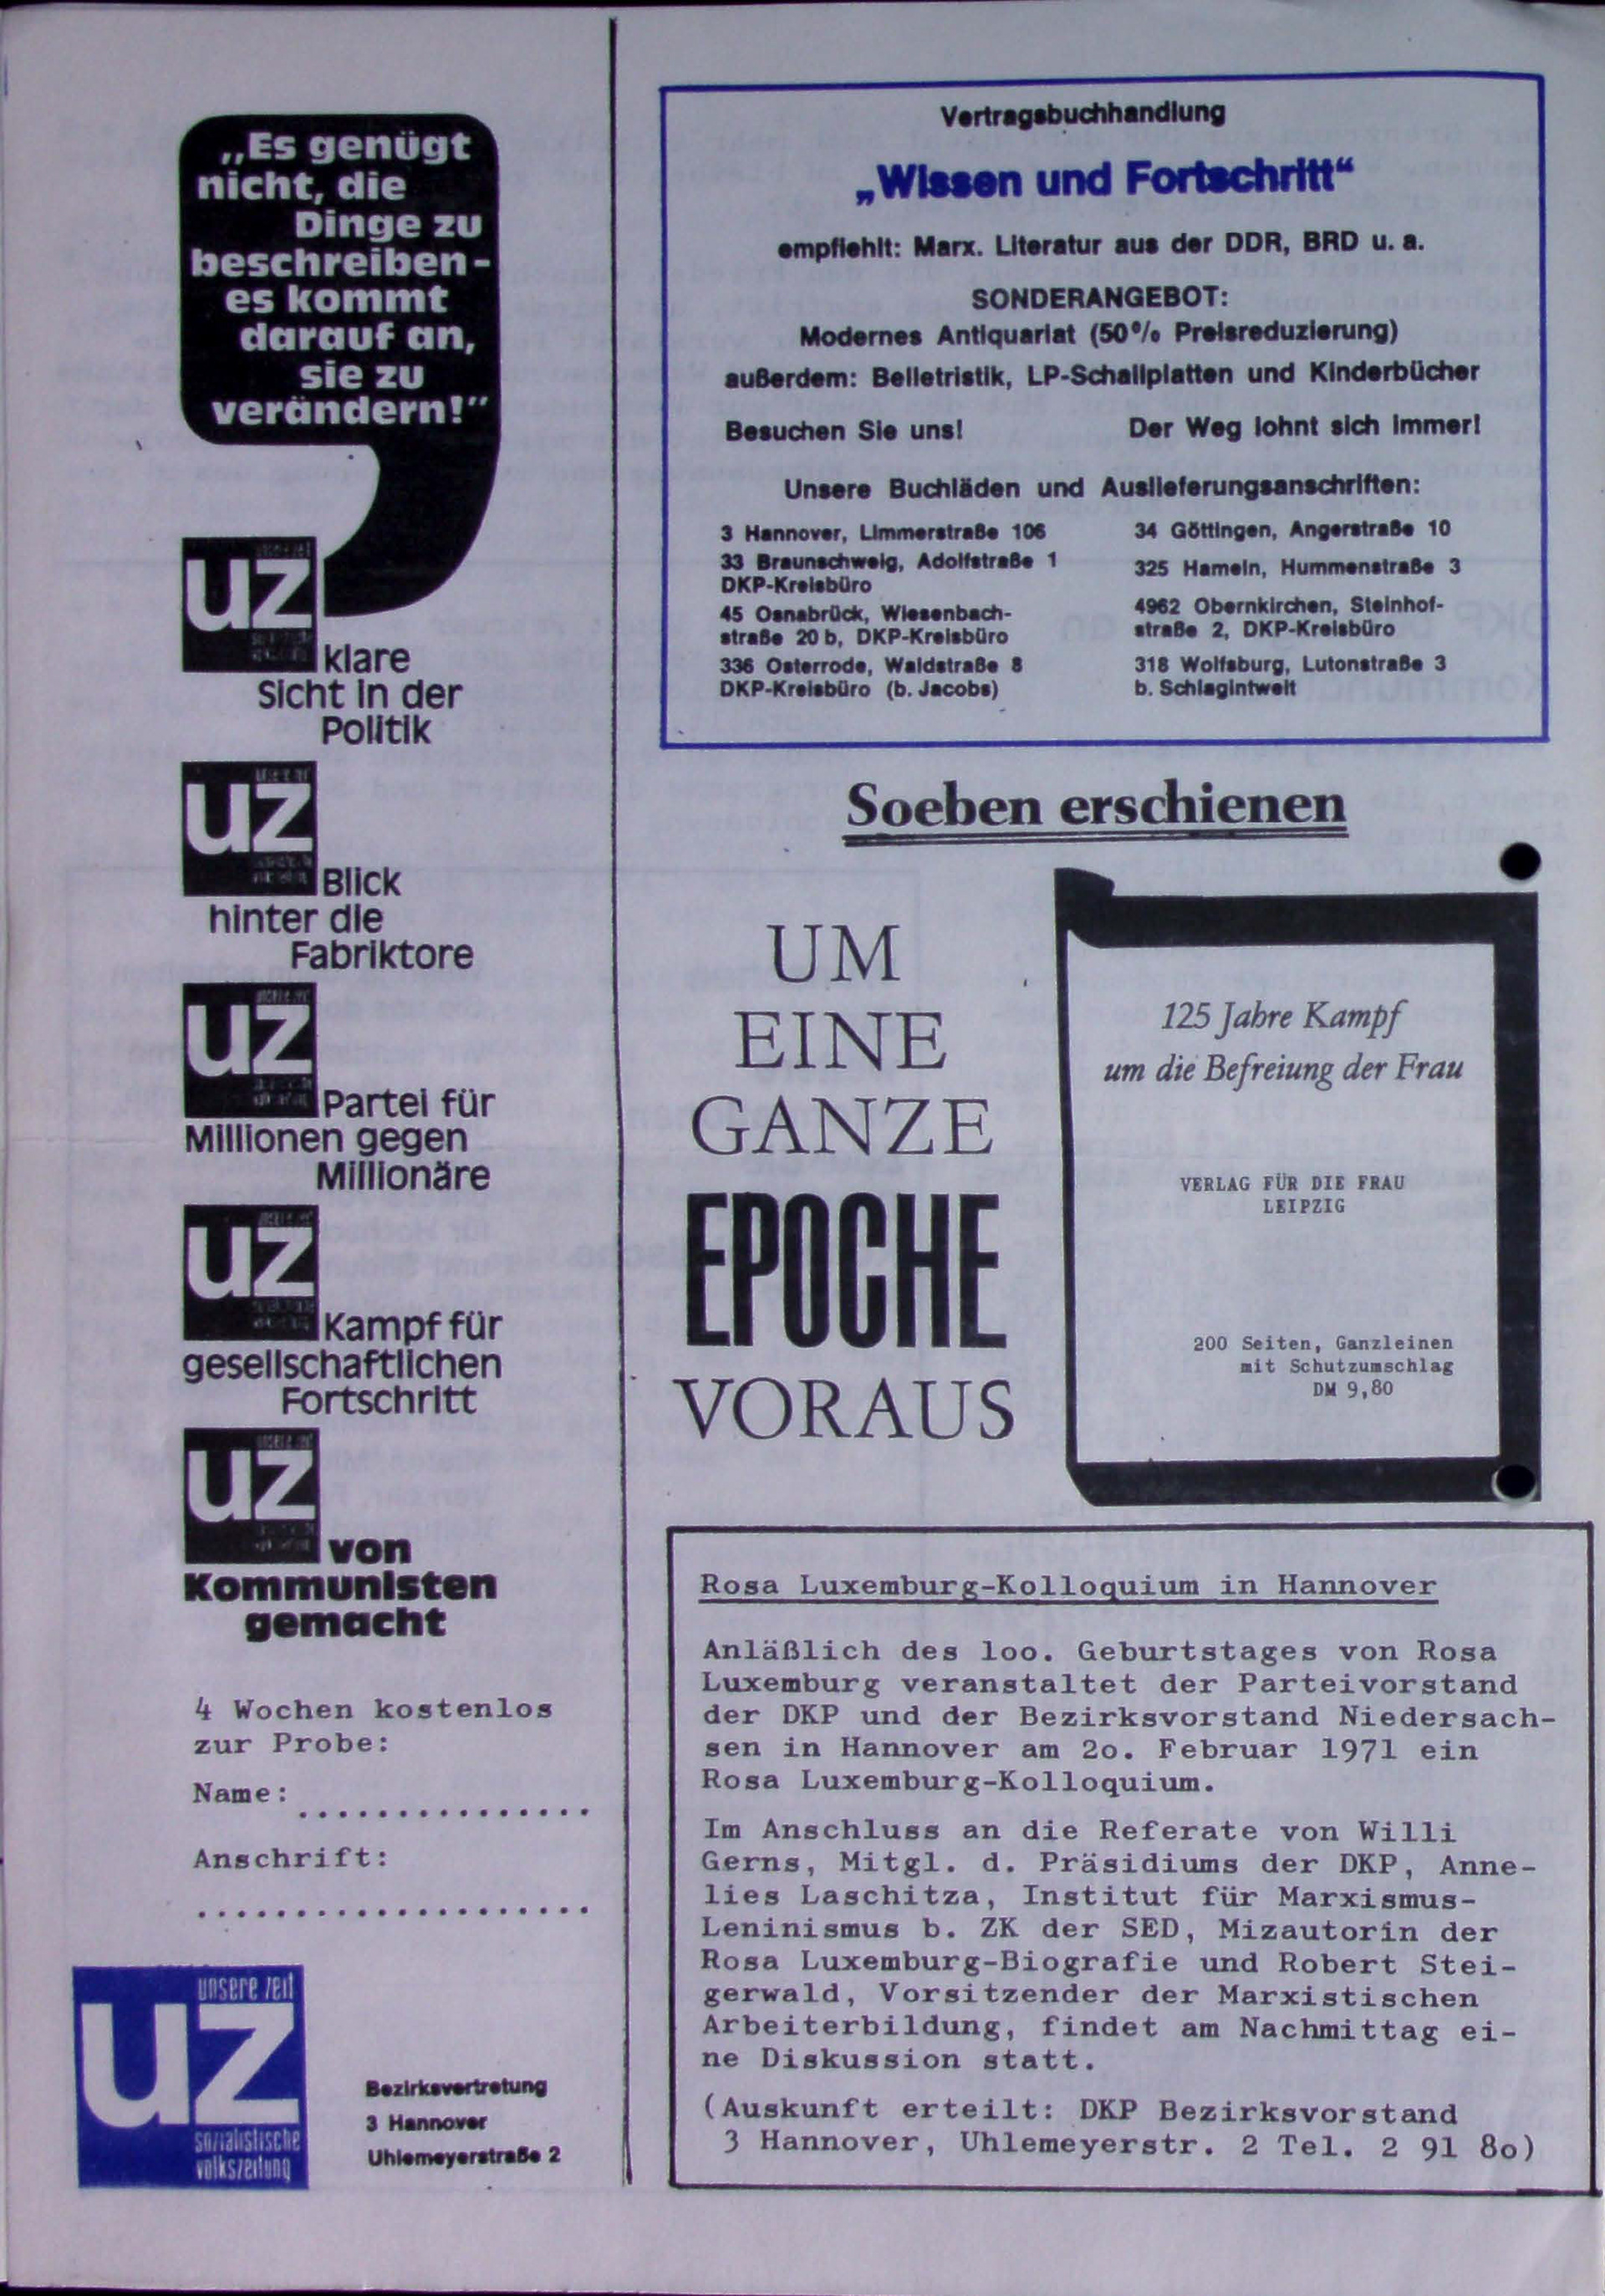 „Es genügt
nicht, die
Dinge zu
beschreiben-
es kommt
darauf an,
sie zu
verändern!“
uz
klare
Sicht in der
Politik
uz
Blick
hinter die
Fabriktore
uz
Partei für
Millionen gegen
Millionäre
uz
Kampf für
gesellschaftlichen
Fortschritt
uz
von
Kommunisten
gemacht
4 Wochen kostenlos
zur Probe:
Name: ...............
Anschrift:
....................
unsere zeit
uz
sozialistische
volkszeitung
Bezirksvertretung
3 Hannover
Uhlemeyerstraße 2
Vertragsbuchhandlung
„Wissen und Fortschritt“
empfiehlt: Marx. Literatur aus der DDR, BRD u. a.
SONDERANGEBOT:
Modernes Antiquariat (50% Preisreduzierung)
außerdem: Belletristik, LP-Schallplatten und Kinderbücher
Besuchen Sie uns! Der Weg lohnt sich immer!
Unsere Buchläden und Auslieferungsanschriften:
3 Hannover, Limmerstraße 106
33 Braunschweig, Adolfstraße 1
DKP-Kreisbüro
45 Osnabrück, Wiesenbach-
straße 20 b, DKP-Kreisbüro
336 Osterrode, Waldstraße 8
DKP-Kreisbüro (b. Jacobs)
34 Göttingen, Angerstraße 10
325 Hameln, Hummenstraße 3
4962 Obernkirchen, Steinhof-
straße 2, DKP-Kreisbüro
318 Wolfsburg, Lutonstraße 3
b. Schlagintweit
Soeben erschienen
UM
EINE
GANZE
EPOCHE
VORAUS
125 Jahre Kampf
um die Befreiung der Frau
VERLAG FÜR DIE FRAU
LEIPZIG
200 Seiten, Ganzleinen
mit Schutzumschlag
DM 9,80
Rosa Luxemburg-Kolloquium in Hannover
Anläßlich des loo. Geburtstages von Rosa
Luxemburg veranstaltet der Parteivorstand
der DKP und der Bezirksvorstand Niedersach-
sen in Hannover am 2o. Februar 1971 ein
Rosa Luxemburg-Kolloquium.
Im Anschluss an die Referate von Willi
Gerns, Mitgl. d. Präsidiums der DKP, Anne-
lies Laschitza, Institut für Marxismus-
Leninismus b. ZK der SED, Mizautorin der
Rosa Luxemburg-Biografie und Robert Stei-
gerwald, Vorsitzender der Marxistischen
Arbeiterbildung, findet am Nachmittag ei-
ne Diskussion statt.
(Auskunft erteilt: DKP Bezirksvorstand
3 Hannover, Uhlemeyerstr. 2 Tel. 2 91 8o)